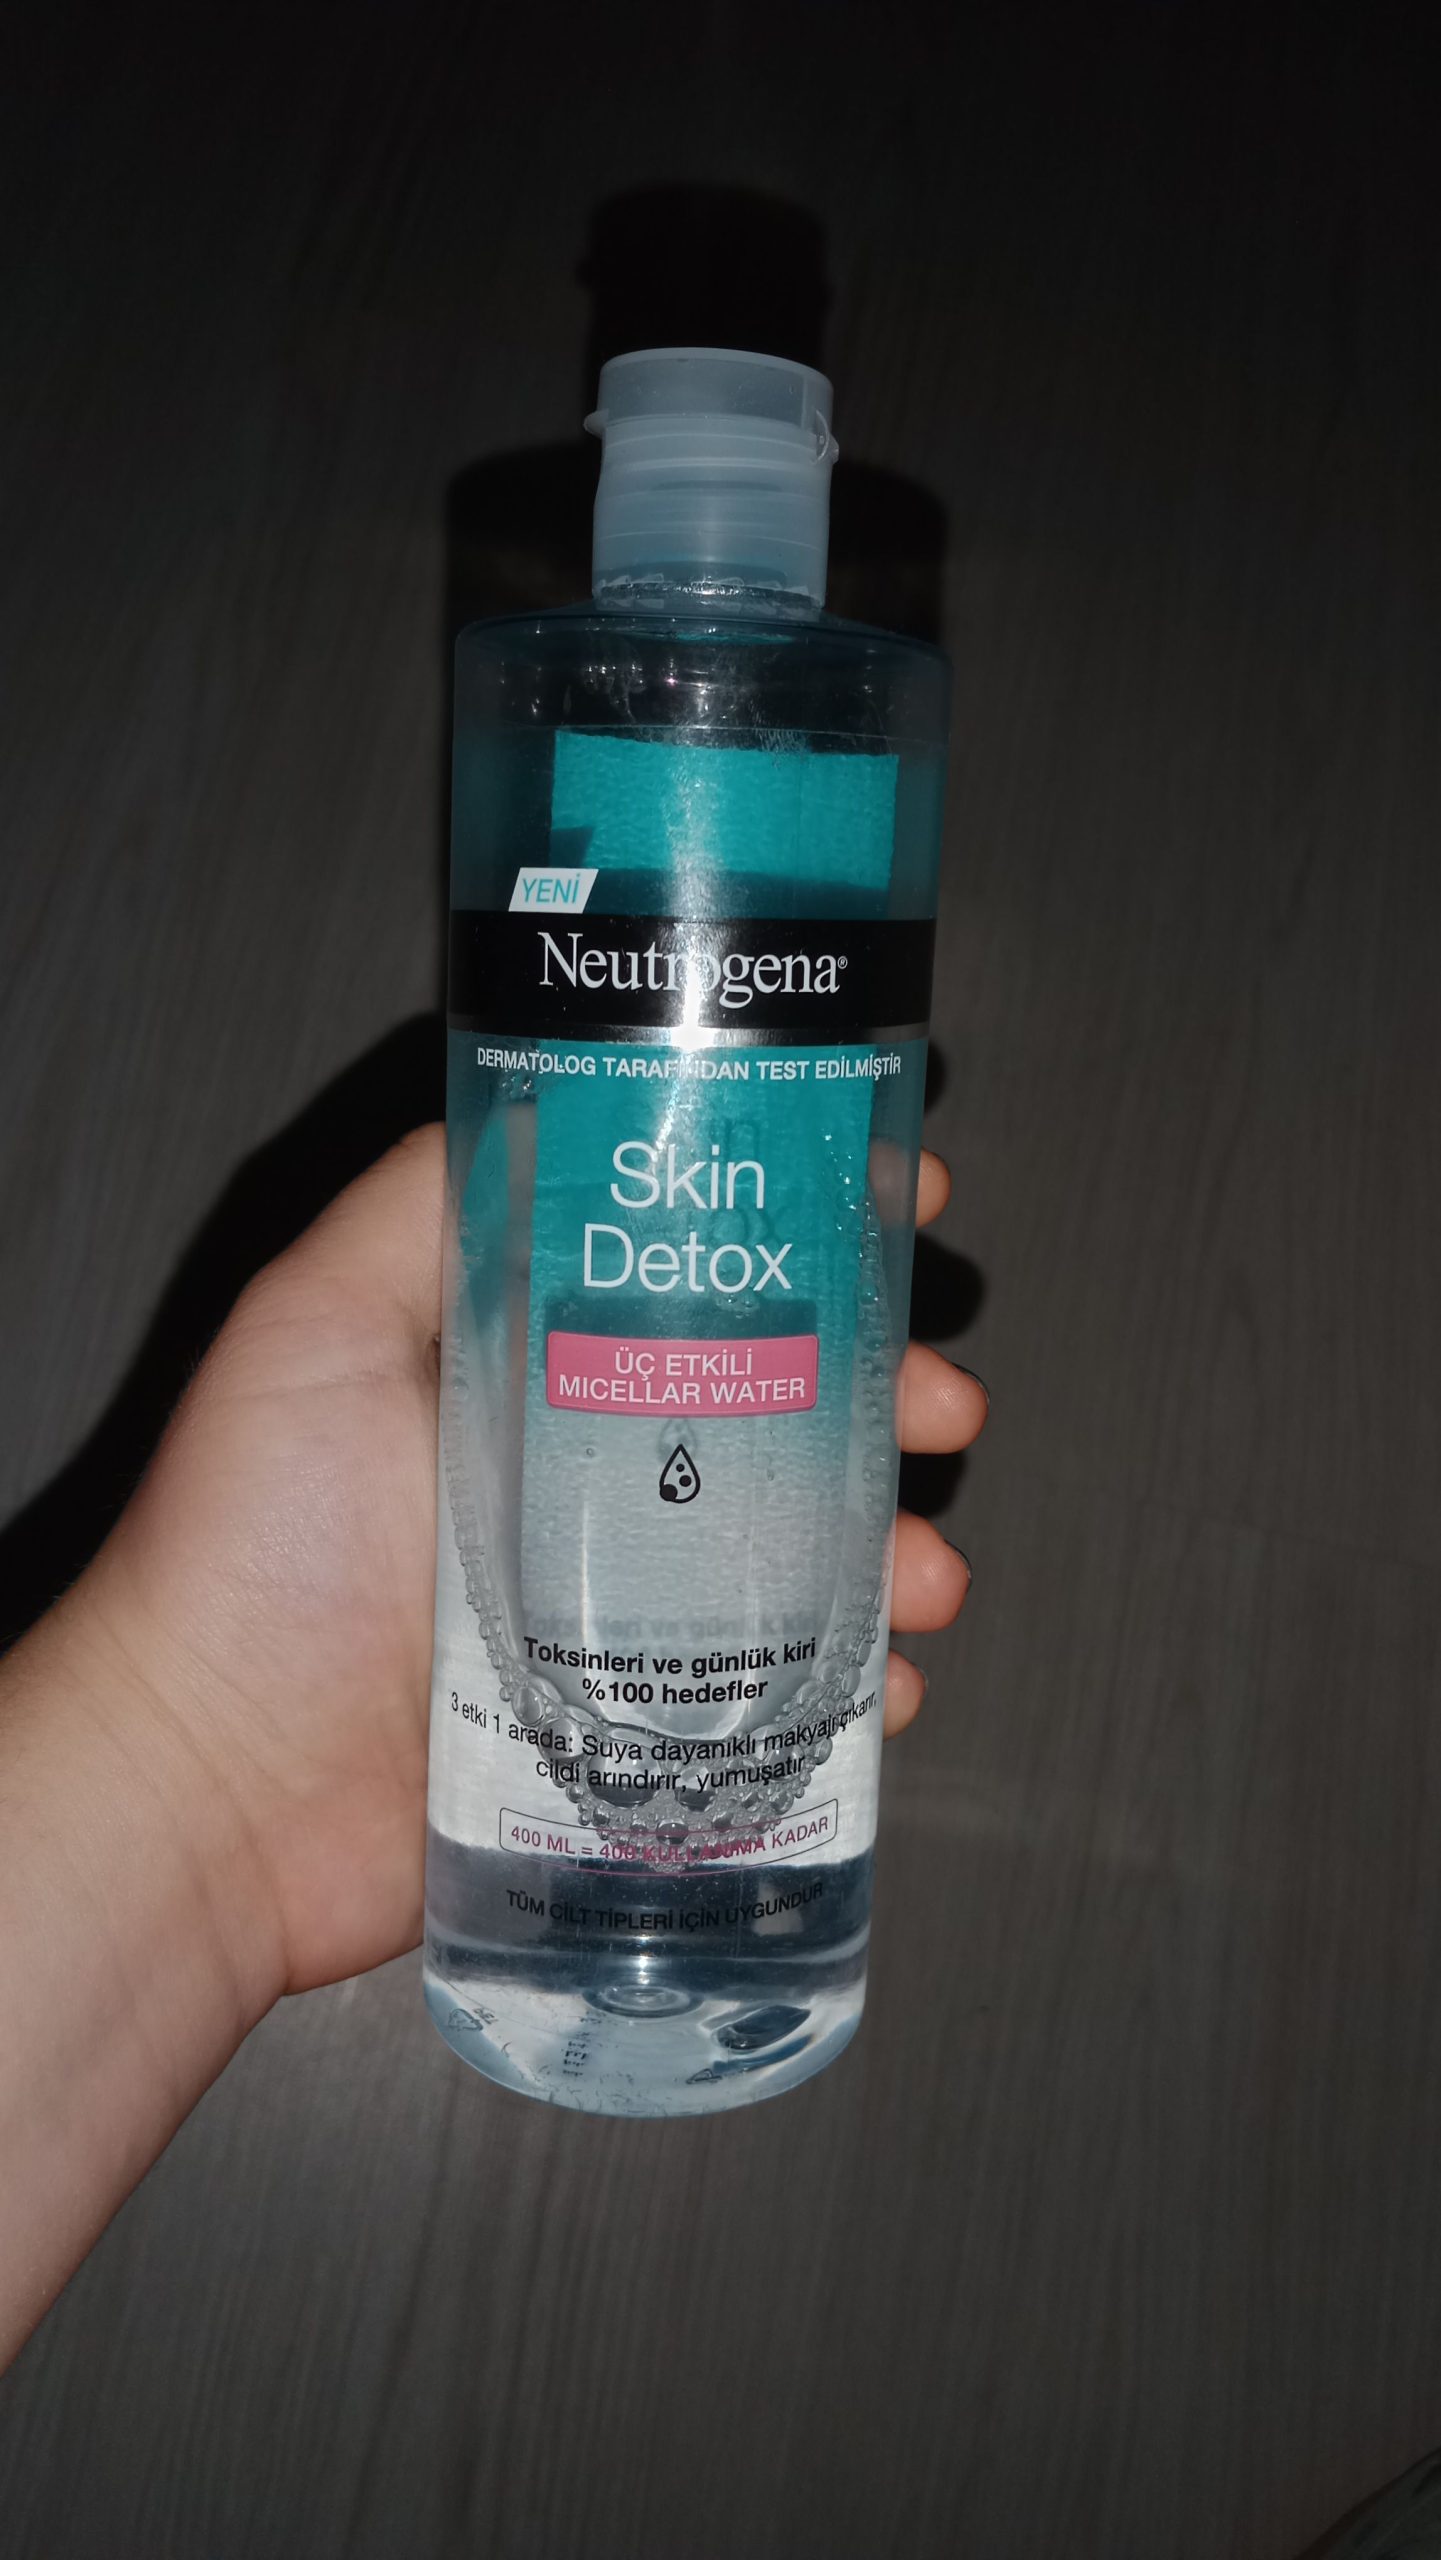 YENİ
Neutrogena®
DERMATOLOG TARAFINDAN TEST EDİLMİŞTİR
Skin
Detox
ÜÇ ETKİLİ
MICELLAR WATER
Toksinleri ve günlük kiri
%100 hedefler
3 etki 1 arada: Suya dayanıklı makyajı çıkarır,
cildi arındırır, yumuşatır
400 ML = 400 KULLANIMA KADAR
TÜM CİLT TİPLERİ İÇİN UYGUNDUR